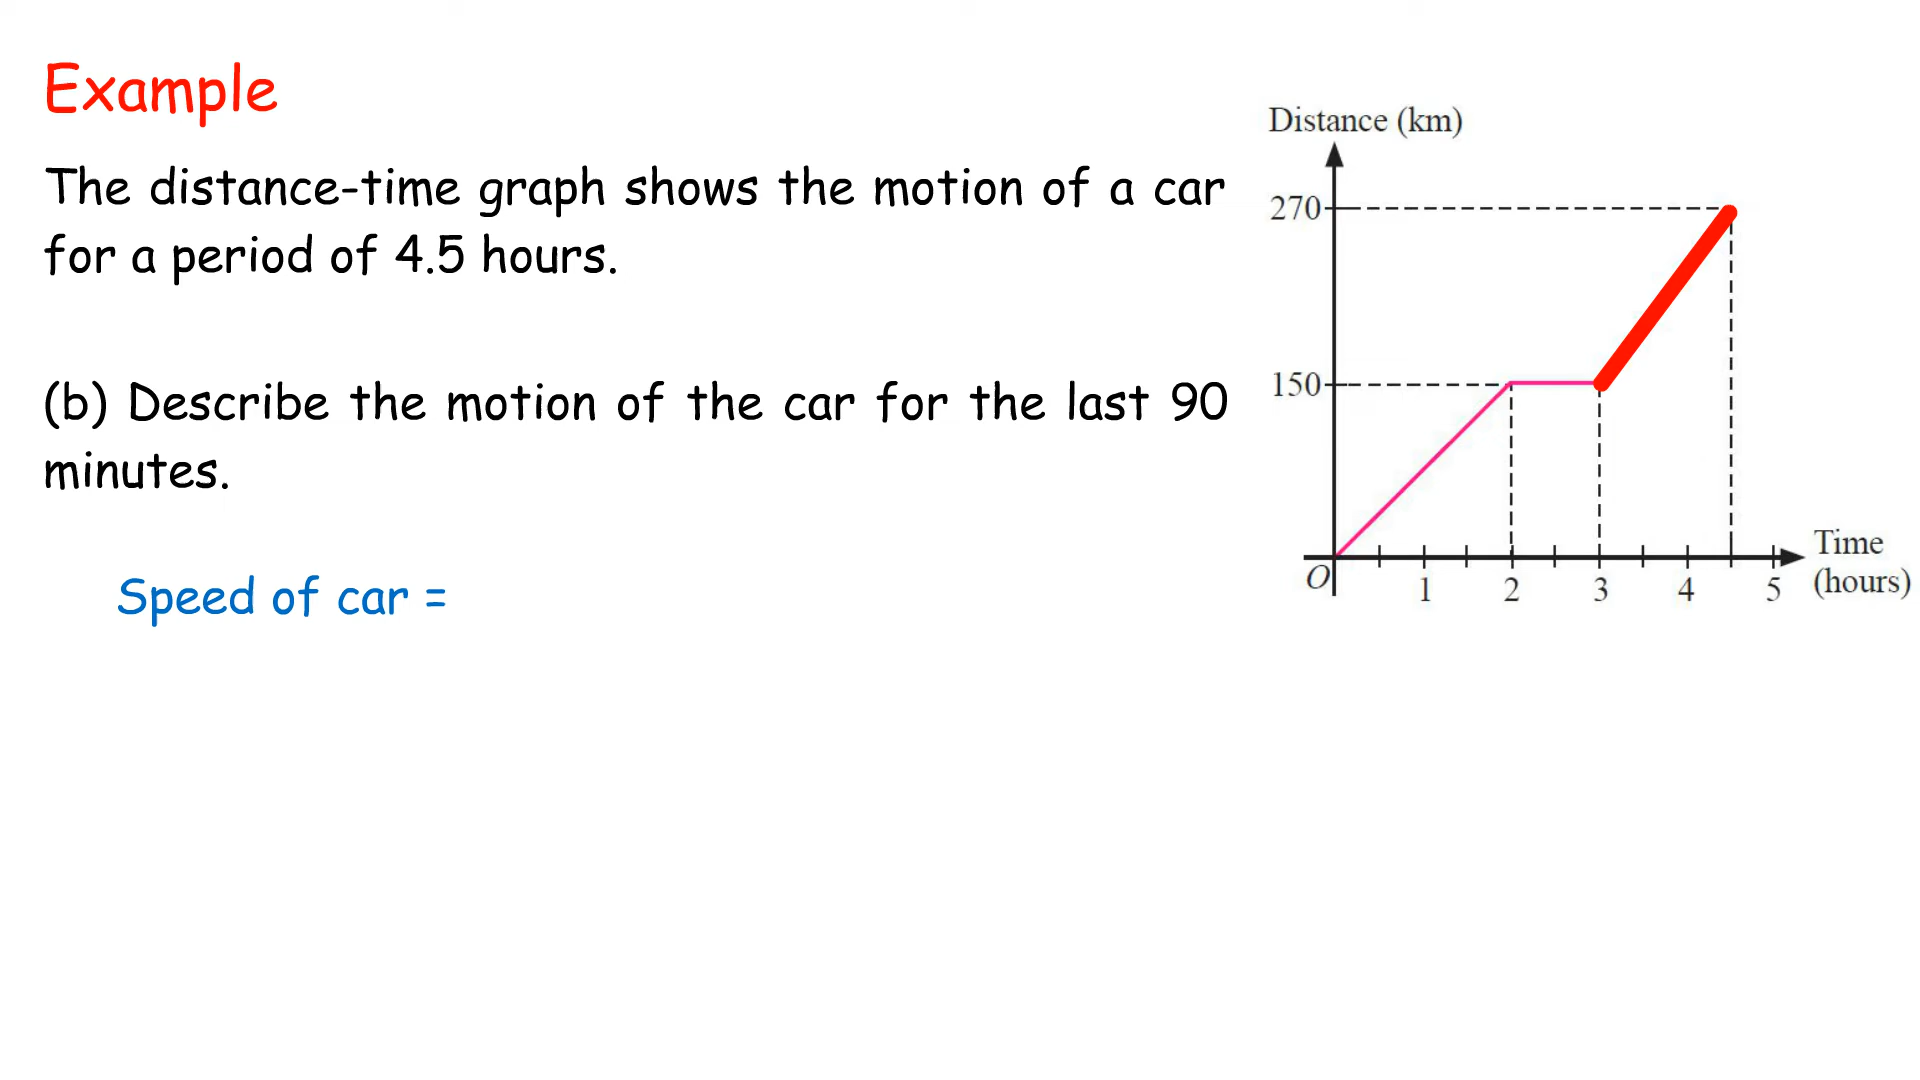 Example
The distance-time graph shows the motion of a car
for a period of 4.5 hours.
(b) Describe the motion of the car for the last 90
minutes.
Speed of car =
Distance (km)
270
150
O
1 2 3 4 5
Time
(hours)